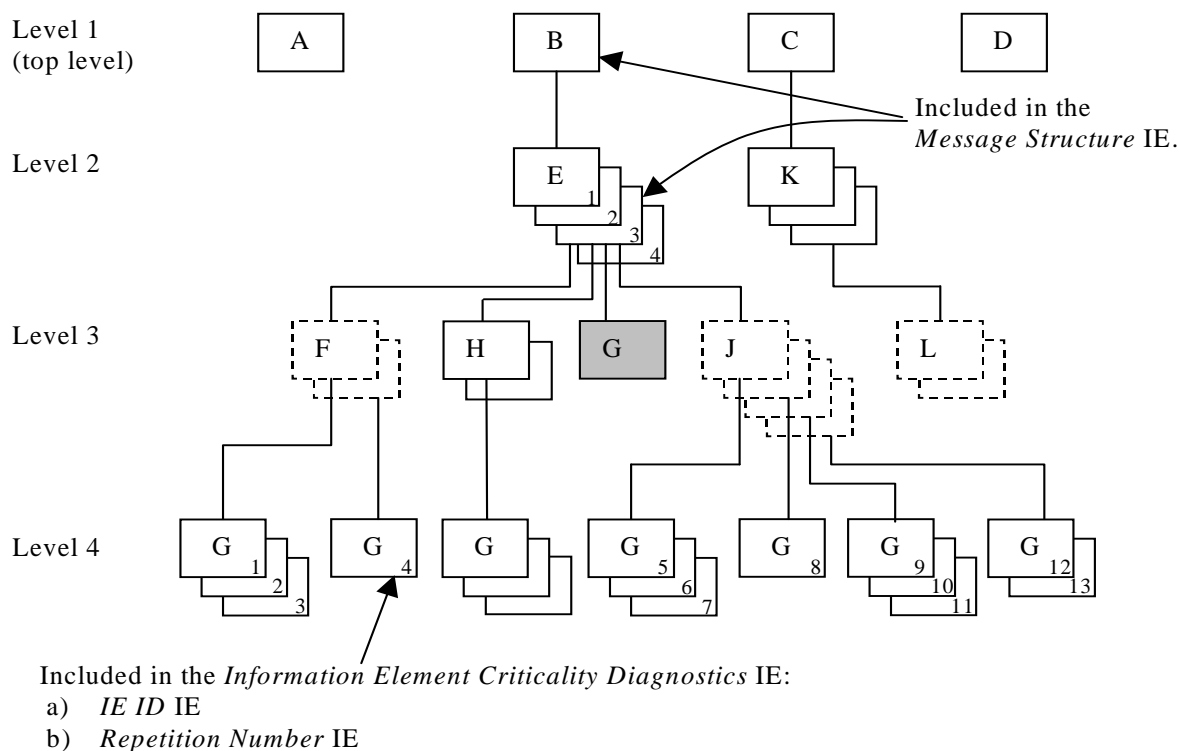 Level 1
(top level)
A
B
C
D
Included in the
Message Structure IE.
Level 2
E
1
2
3
4
K
Level 3
F
H
G
J
L
Level 4
G
1
2
3
G
4
G
G
5
6
7
G
8
G
9
10
11
G
12
13
Included in the Information Element Criticality Diagnostics IE:
a) IE ID IE
b) Repetition Number IE